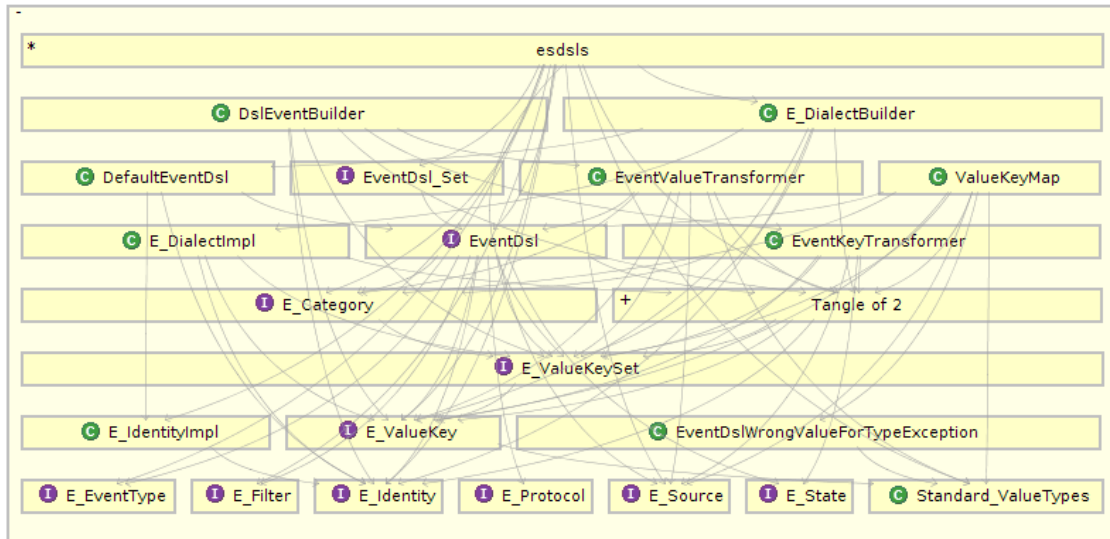 -
* esdsls
C DslEventBuilder C E_DialectBuilder
C DefaultEventDsl I EventDsl_Set C EventValueTransformer C ValueKeyMap
C E_DialectImpl I EventDsl C EventKeyTransformer
I E_Category + Tangle of 2
I E_ValueKeySet
C E_IdentityImpl I E_ValueKey C EventDslWrongValueForTypeException
I E_EventType I E_Filter I E_Identity I E_Protocol I E_Source I E_State C Standard_ValueTypes